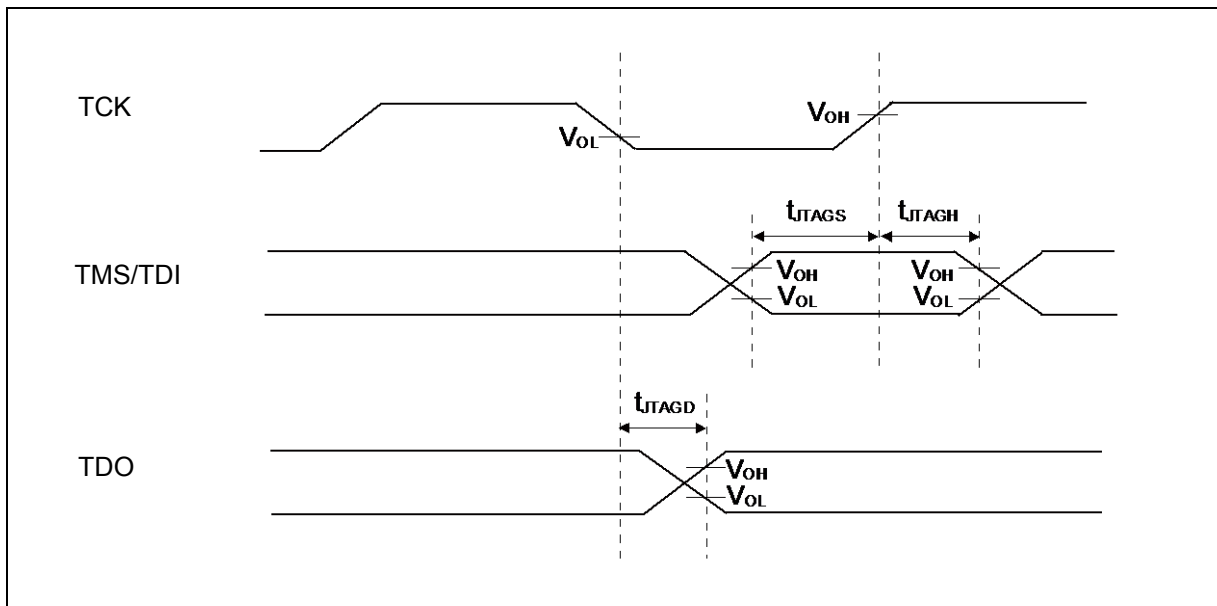 TCK
VOL
VOH
tJTAGS
tJTAGH
TMS/TDI
VOH
VOL
VOH
VOL
tJTAGD
TDO
VOH
VOL